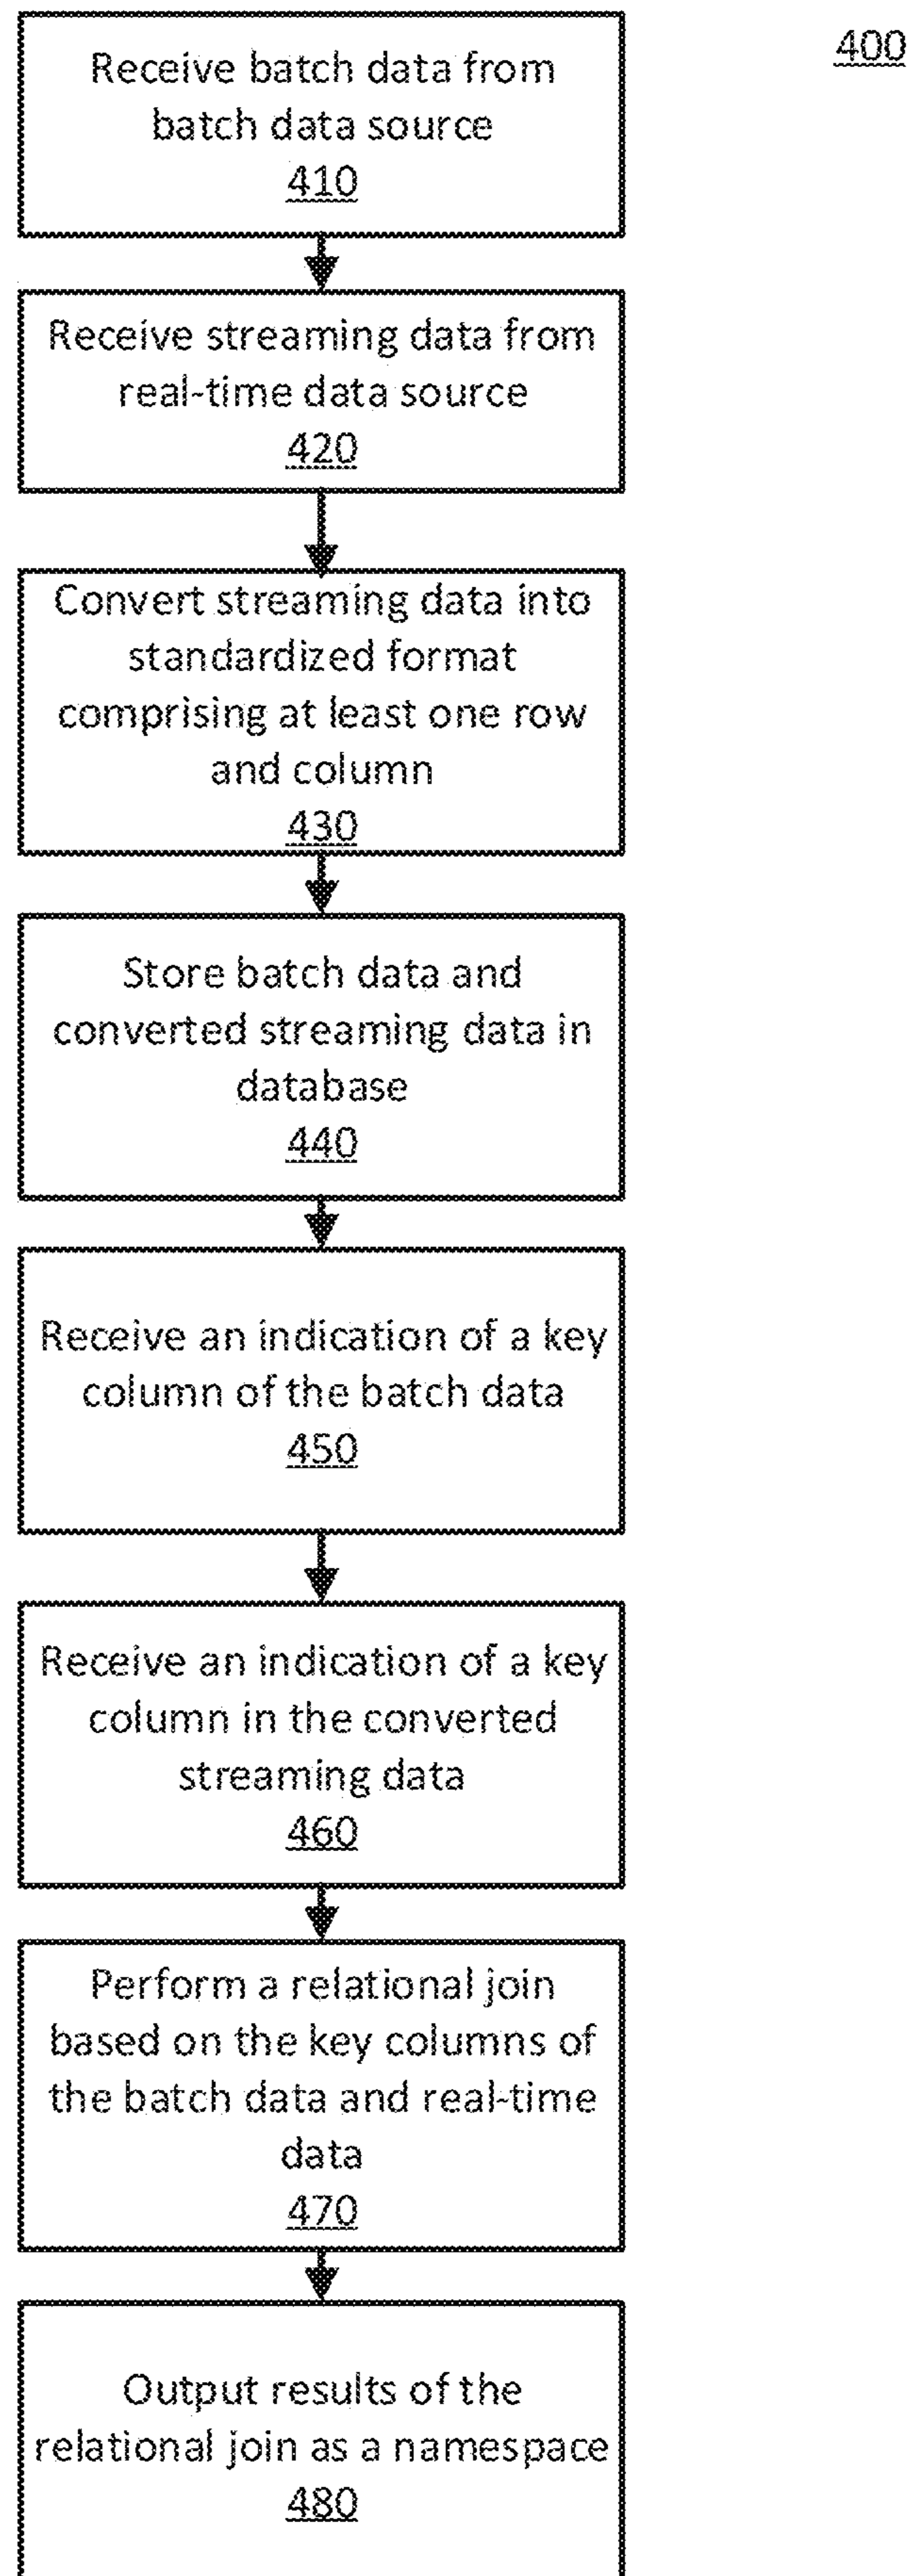 400
Receive batch data from
batch data source
410
Receive streaming data from
real-time data source
420
Convert streaming data into
standardized format
comprising at least one row
and column
430
Store batch data and
converted streaming data in
database
440
Receive an indication of a key
column of the batch data
450
Receive an indication of a key
column in the converted
streaming data
460
Perform a relational join
based on the key columns of
the batch data and real-time
data
470
Output results of the
relational join as a namespace
480